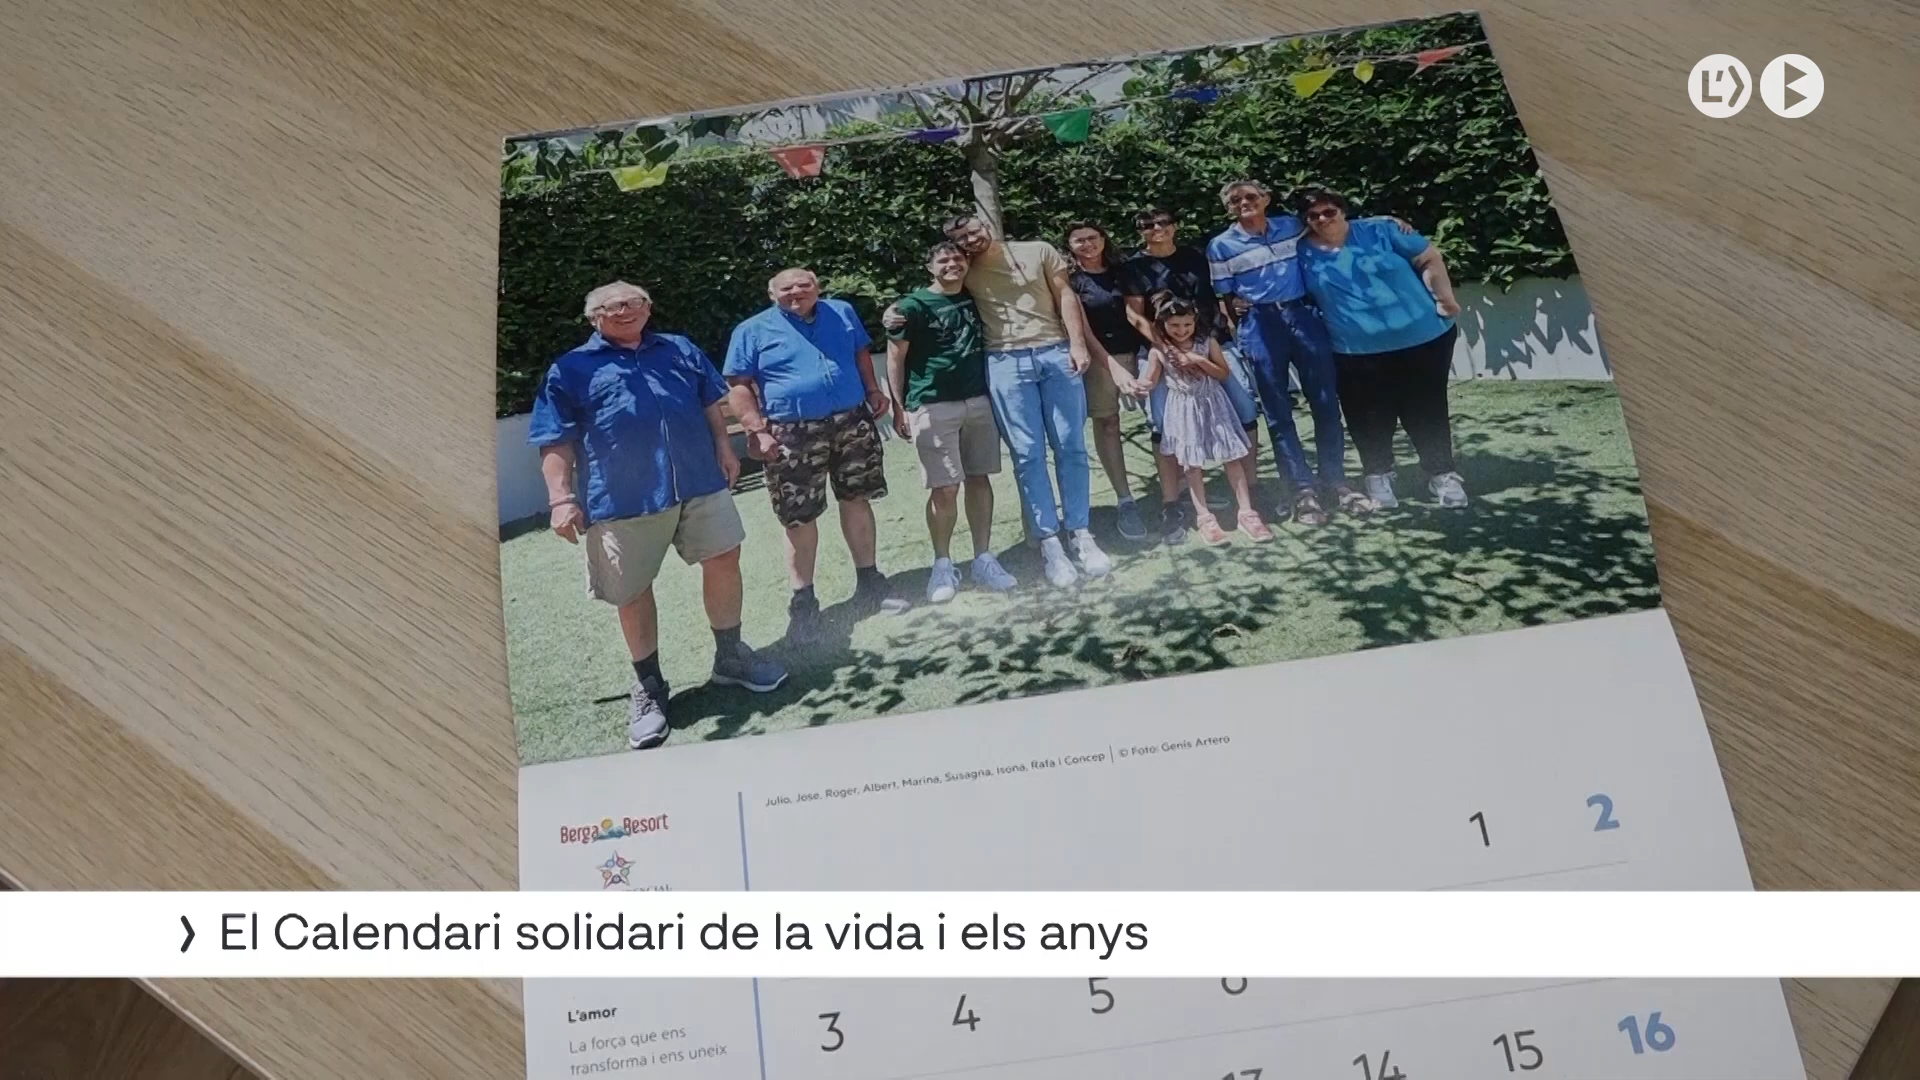 Julio, Jose, Roger, Albert, Marina, Susagna, Isona, Rafa i Concep | © Foto: Genís Artero
Berga Resort
1 2
El Calendari solidari de la vida i els anys
L'amor
La força que ens
transforma i ens uneix
3 4 5
14 15 16